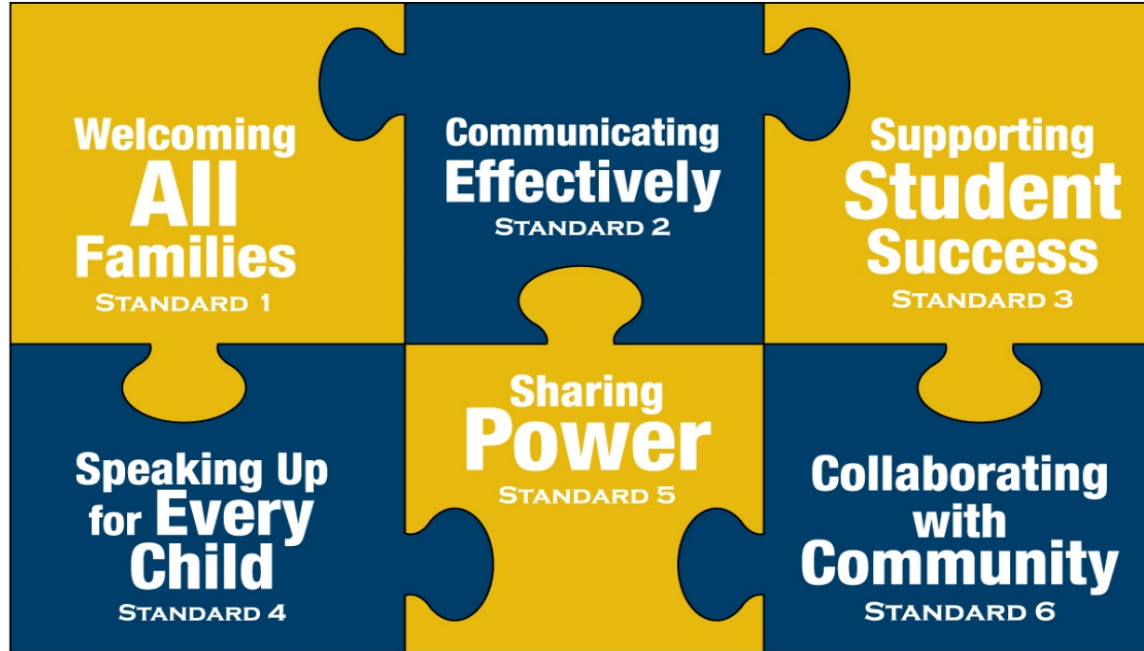 Welcoming
All
Families
STANDARD 1
Communicating
Effectively
STANDARD 2
Supporting
Student
Success
STANDARD 3
Speaking Up
for Every
Child
STANDARD 4
Sharing
Power
STANDARD 5
Collaborating
with
Community
STANDARD 6